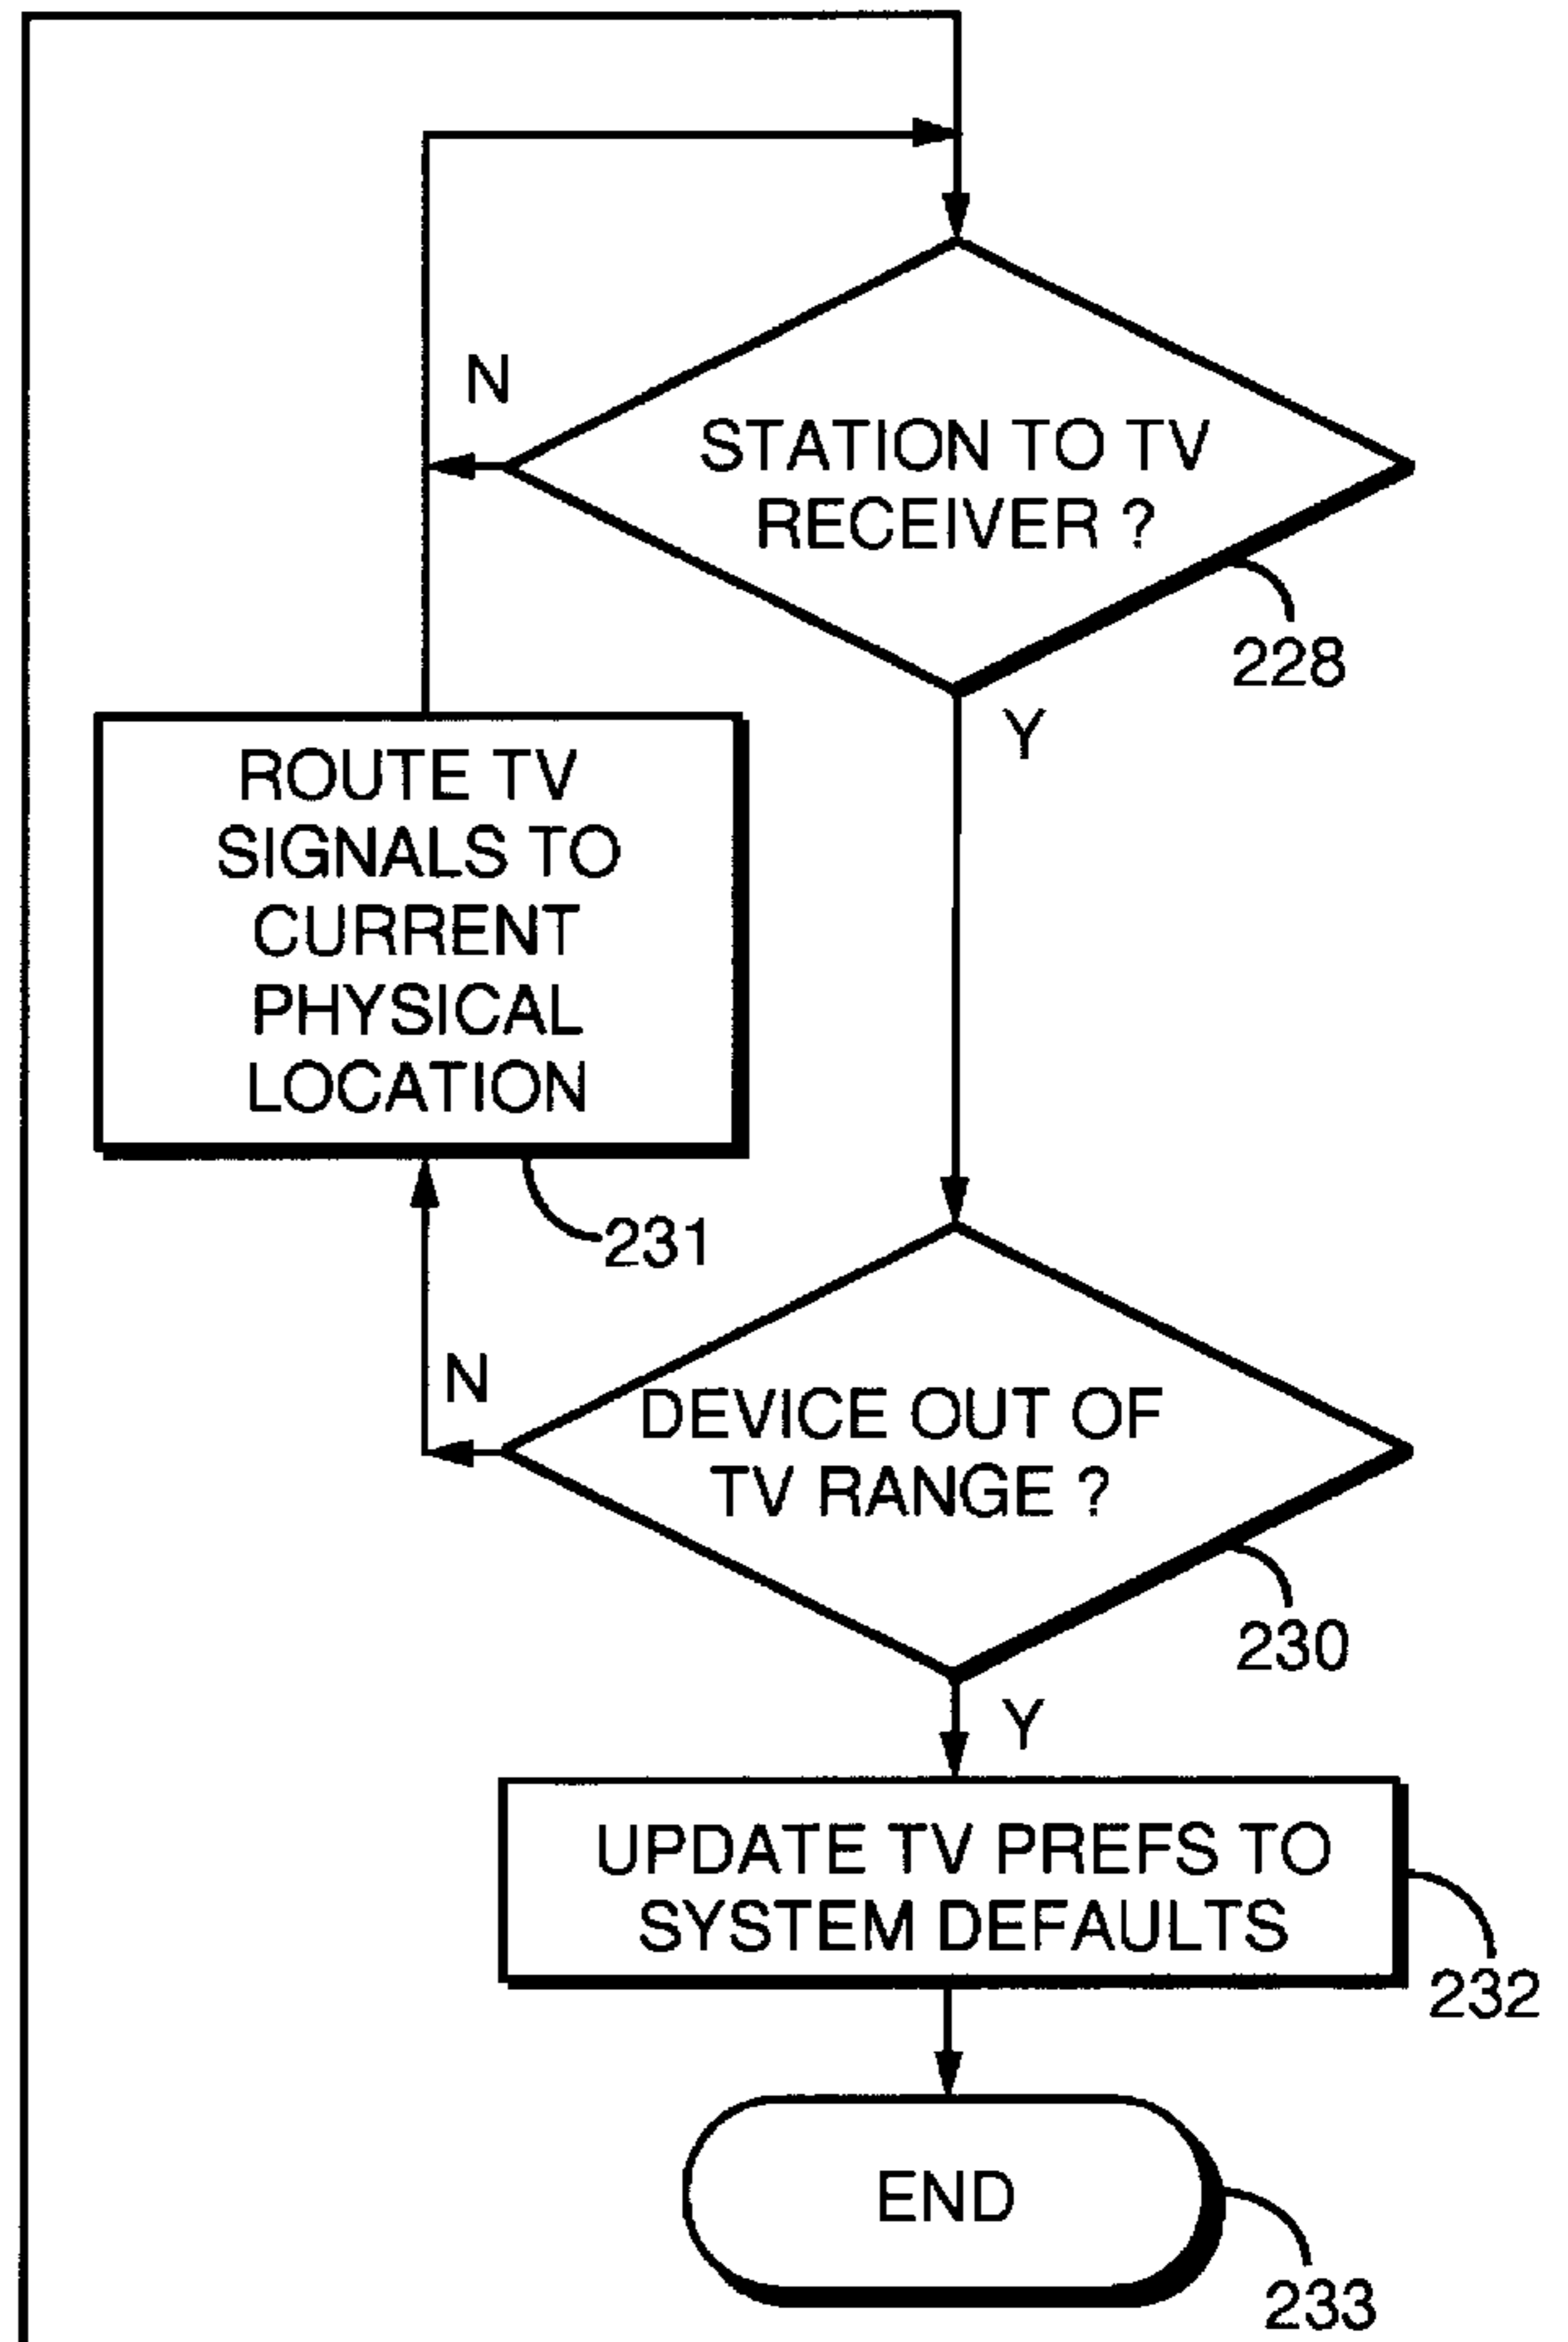 N
STATION TO TV
RECEIVER ?
228
Y
ROUTE TV
SIGNALS TO
CURRENT
PHYSICAL
LOCATION
231
N
DEVICE OUT OF
TV RANGE ?
230
Y
UPDATE TV PREFS TO
SYSTEM DEFAULTS
232
END
233